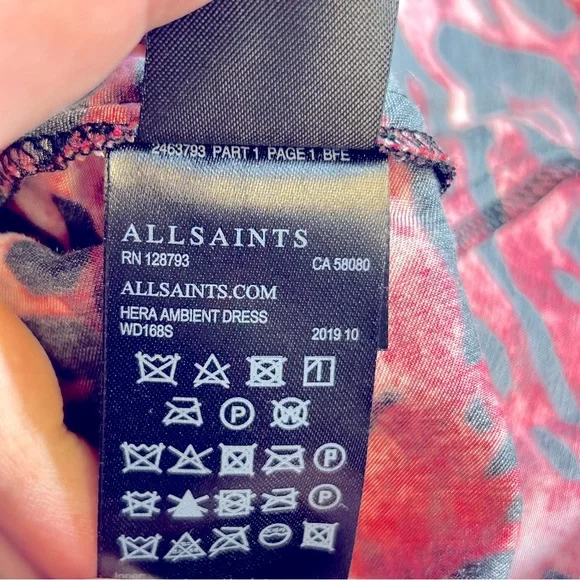 2463793 PART 1 PAGE 1 BFE
ALLSAINTS
RN 128793 CA 58080
ALLSAINTS.COM
HERA AMBIENT DRESS
WD168S 2019 10
P W
P
P